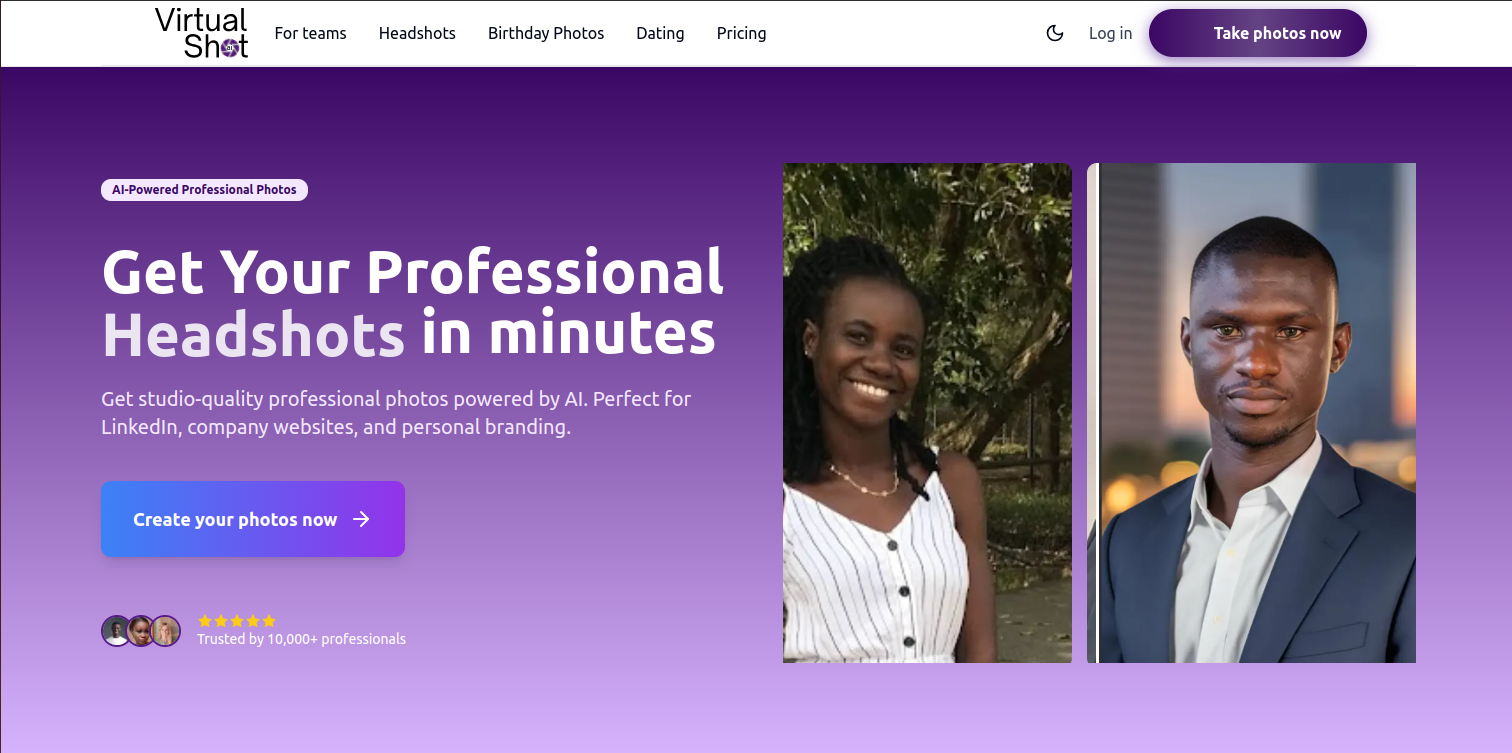 Virtual
Shot
For teams
Headshots
Birthday Photos
Dating
Pricing
Log in
Take photos now
AI-Powered Professional Photos
Get Your Professional
Headshots in minutes
Get studio-quality professional photos powered by AI. Perfect for
LinkedIn, company websites, and personal branding.
Create your photos now
Trusted by 10,000+ professionals